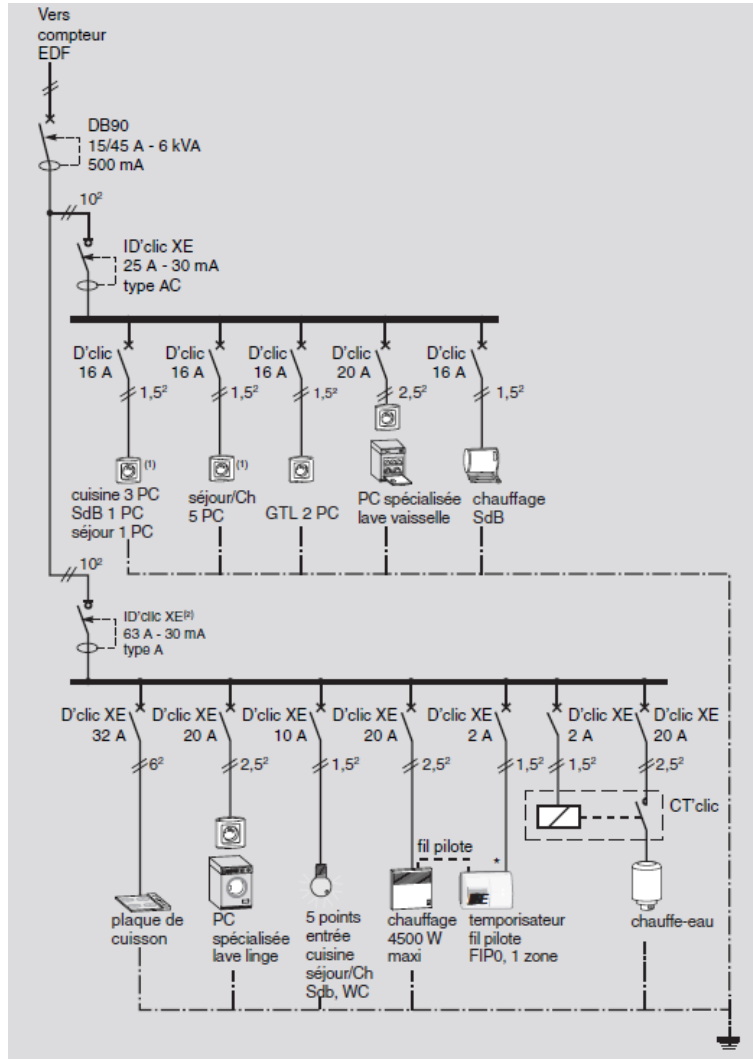 Vers
compteur
EDF
DB90
15/45 A - 6 kVA
500 mA
10²
ID'clic XE
25 A - 30 mA
type AC
D'clic D'clic D'clic D'clic D'clic
16 A 16 A 16 A 20 A 16 A
1,5² 1,5² 1,5² 2,5² 1,5²
(1) (1)
cuisine 3 PC
SdB 1 PC
séjour 1 PC
séjour/Ch
5 PC
GTL 2 PC
PC spécialisée
lave vaisselle
chauffage
SdB
10²
ID'clic XE⁽²⁾
63 A - 30 mA
type A
D'clic XE D'clic XE D'clic XE D'clic XE D'clic XE D'clic XE D'clic XE
32 A 20 A 10 A 20 A 2 A 2 A 20 A
6² 2,5² 1,5² 2,5² 1,5² 1,5² 2,5²
CT'clic
fil pilote
*
plaque de
cuisson
PC
spécialisée
lave linge
5 points
entrée
cuisine
séjour/Ch
Sdb, WC
chauffage
4500 W
maxi
temporisateur
fil pilote
FIP0, 1 zone
chauffe-eau